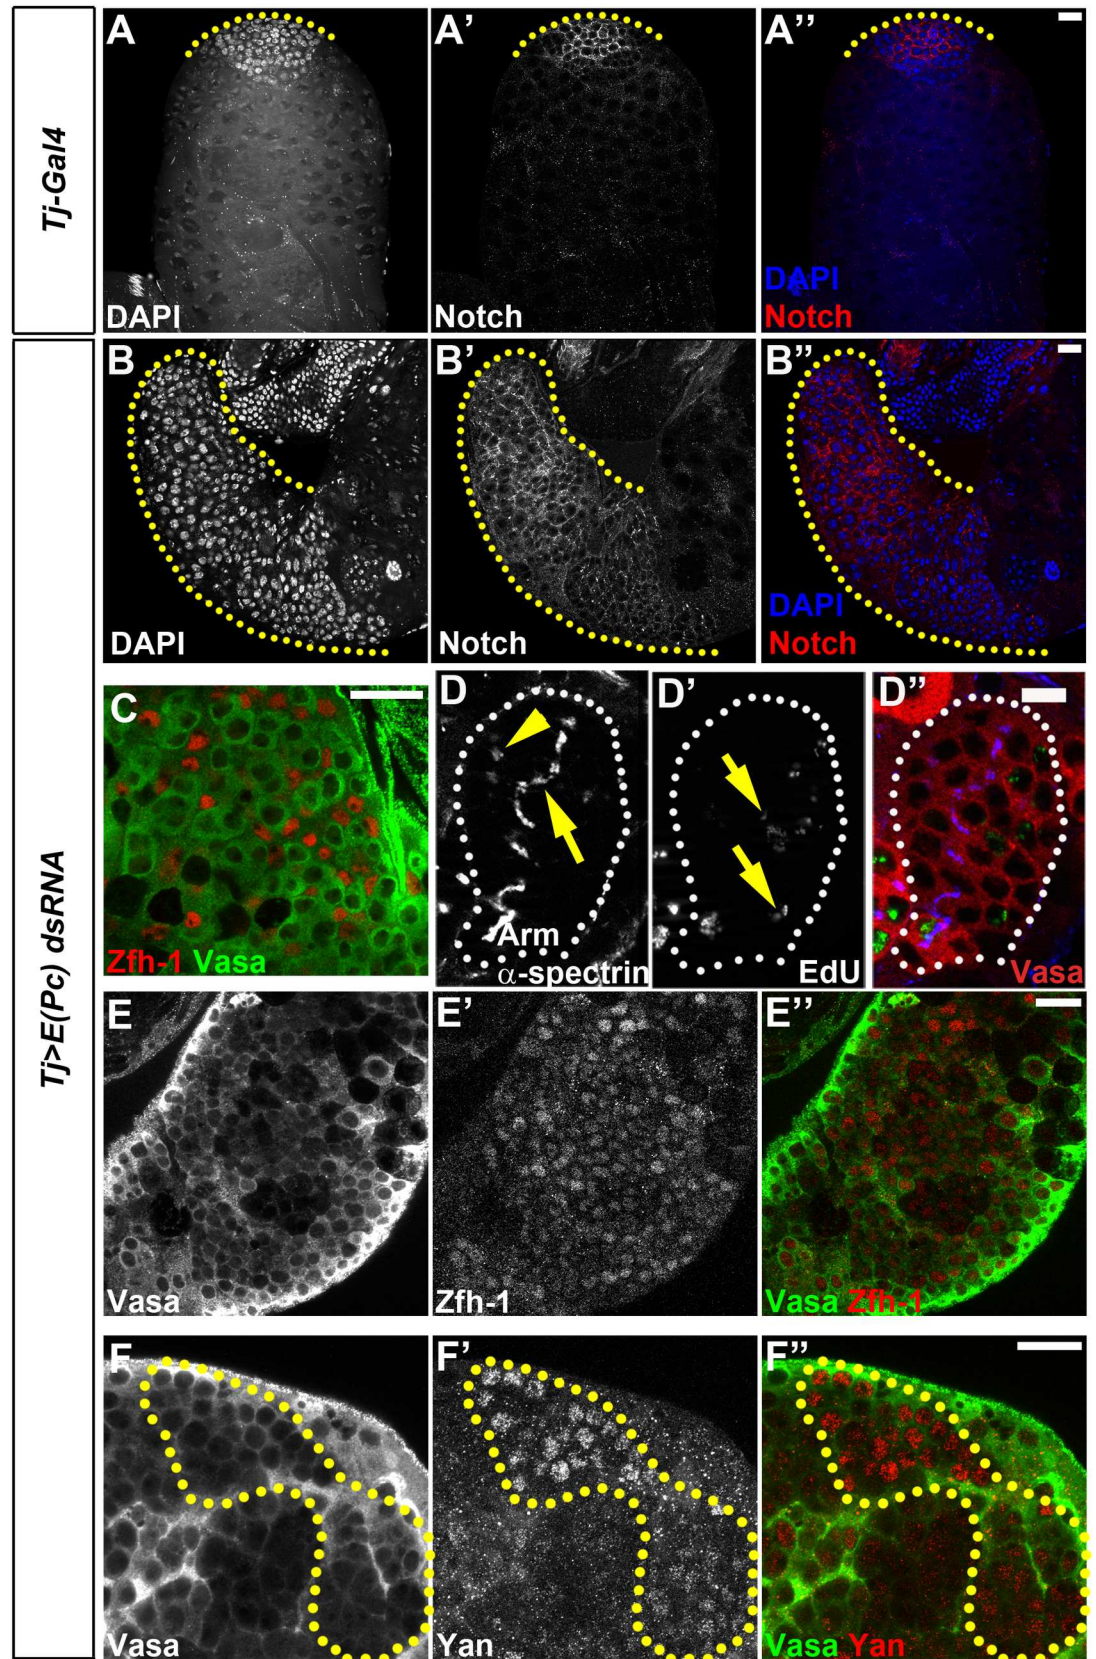 Tj-Gal4
A
DAPI
A’
Notch
A’’
DAPI
Notch
Tj>E(Pc) dsRNA
B
DAPI
B’
Notch
B’’
DAPI
Notch
C
Zfh-1 Vasa
D
Arm
α-spectrin
D’
EdU
D’’
Vasa
E
Vasa
E’
Zfh-1
E’’
Vasa Zfh-1
F
Vasa
F’
Yan
F’’
Vasa Yan